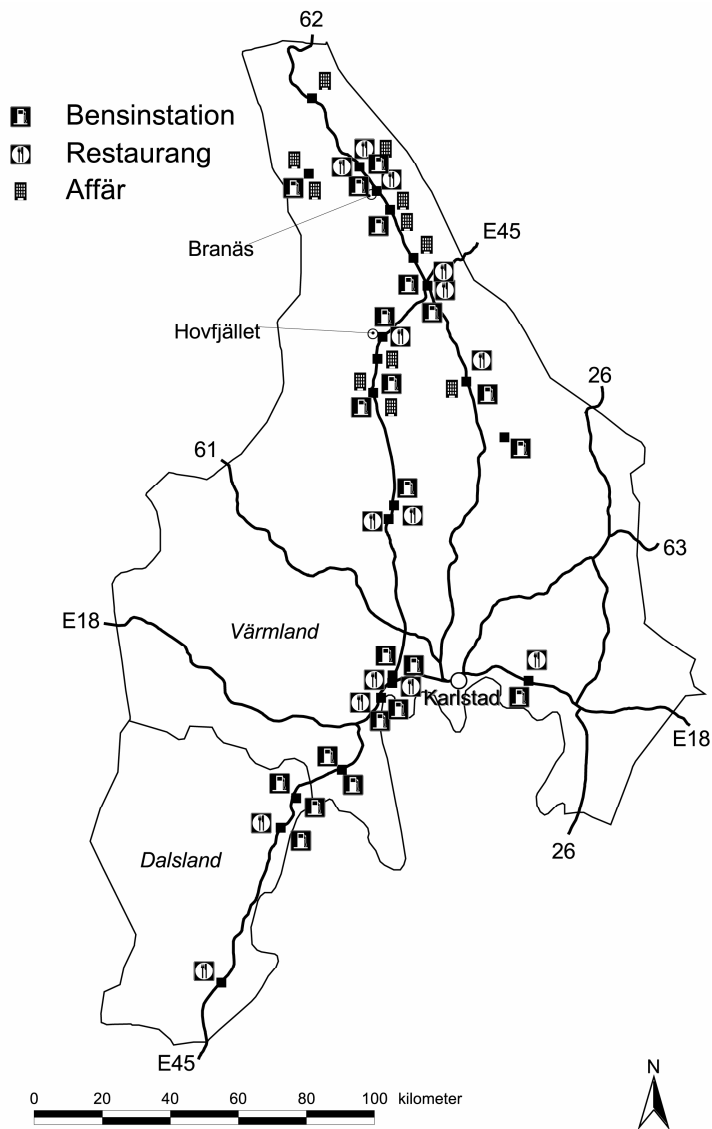 62
Bensinstation
Restaurang
Affär
E45
Branäs
Hovfjället
26
61
63
E18
Värmland
Karlstad
E18
Dalsland
26
E45
N
0 20 40 60 80 100 kilometer